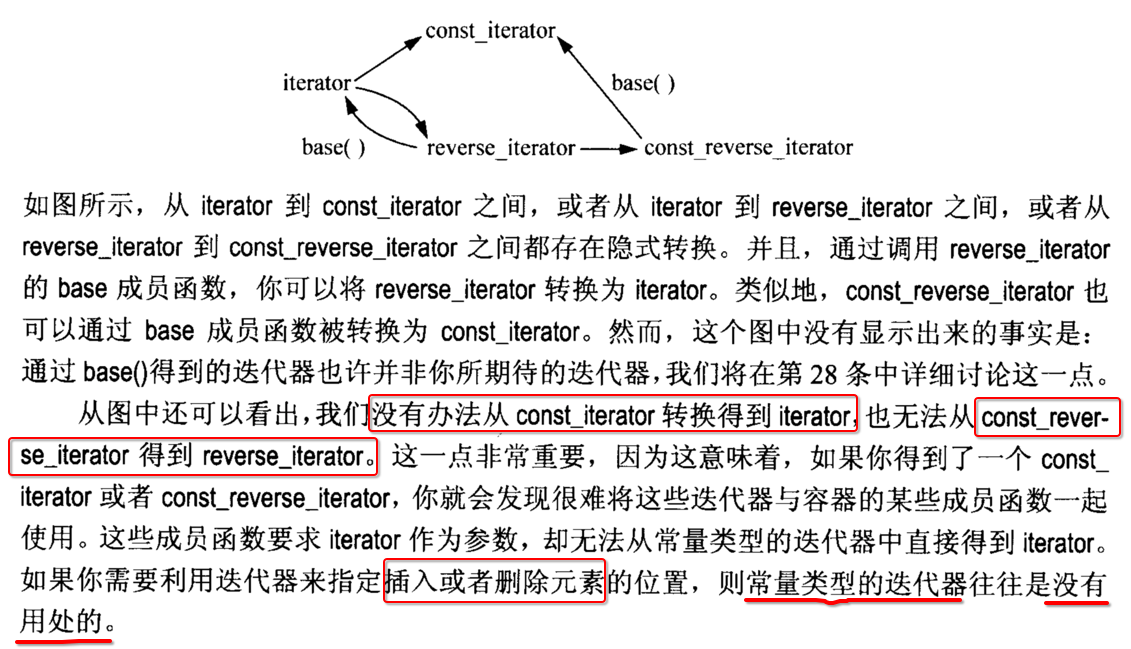 const_iterator
iterator
base( )
base( )
reverse_iterator
const_reverse_iterator
如图所示，从 iterator 到 const_iterator 之间，或者从 iterator 到 reverse_iterator 之间，或者从
reverse_iterator 到 const_reverse_iterator 之间都存在隐式转换。并且，通过调用 reverse_iterator
的 base 成员函数，你可以将 reverse_iterator 转换为 iterator。类似地，const_reverse_iterator 也
可以通过 base 成员函数被转换为 const_iterator。然而，这个图中没有显示出来的事实是：
通过 base()得到的迭代器也许并非你所期待的迭代器，我们将在第 28 条中详细讨论这一点。
从图中还可以看出，我们没有办法从 const_iterator 转换得到 iterator，也无法从 const_rever-
se_iterator 得到 reverse_iterator。这一点非常重要，因为这意味着，如果你得到了一个 const_
iterator 或者 const_reverse_iterator，你就会发现很难将这些迭代器与容器的某些成员函数一起
使用。这些成员函数要求 iterator 作为参数，却无法从常量类型的迭代器中直接得到 iterator。
如果你需要利用迭代器来指定插入或者删除元素的位置，则常量类型的迭代器往往是没有
用处的。